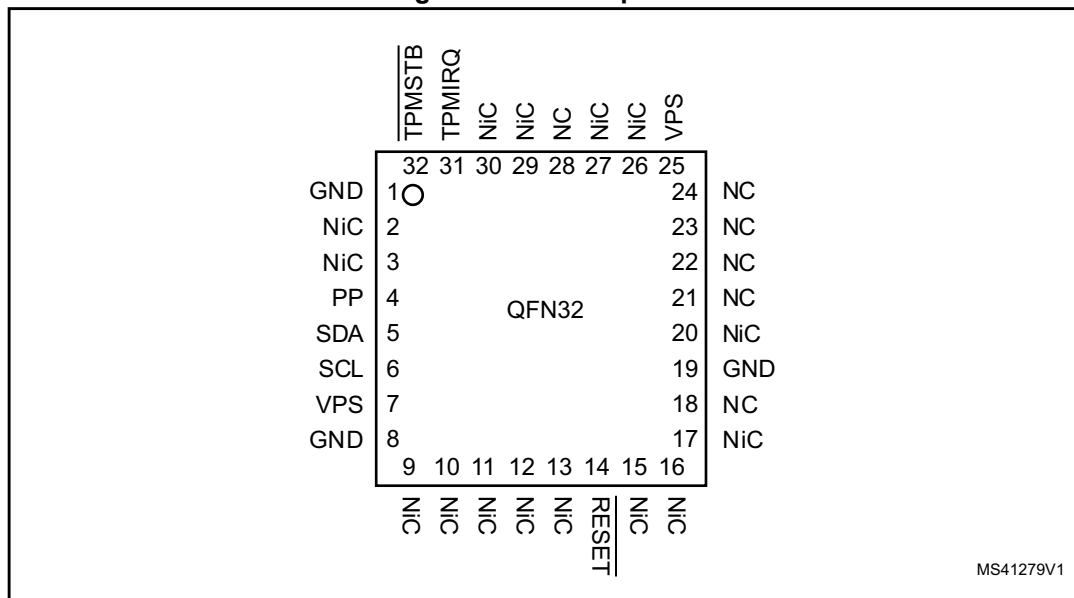 TPMSTB
TPMIRQ
NiC
NiC
NC
NiC
NiC
VPS
32 31 30 29 28 27 26 25
GND 1 24 NC
NiC 2 23 NC
NiC 3 22 NC
PP 4 21 NC
QFN32
SDA 5 20 NiC
SCL 6 19 GND
VPS 7 18 NC
GND 8 17 NiC
9 10 11 12 13 14 15 16
NiC
NiC
NiC
NiC
NiC
RESET
NiC
NiC
MS41279V1